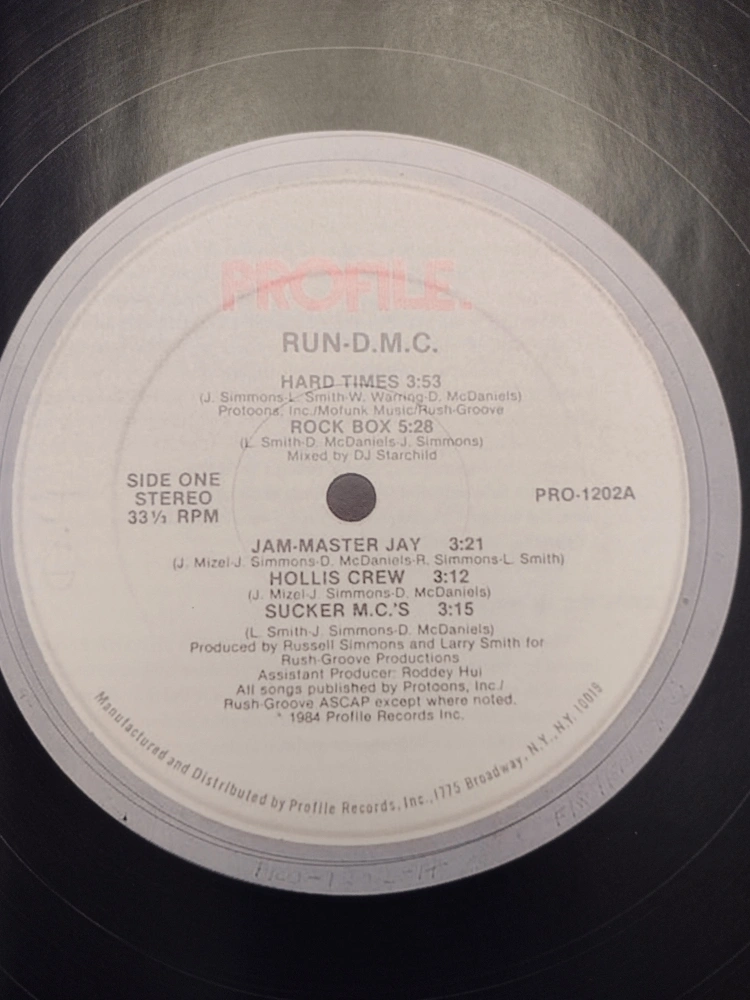 PROFILE.
RUN-D.M.C.
HARD TIMES 3:53
(J. Simmons-L. Smith-W. Warring-D. McDaniels)
Protoons, Inc./Mofunk Music/Rush-Groove
ROCK BOX 5:28
(L. Smith-D. McDaniels-J. Simmons)
Mixed by DJ Starchild
SIDE ONE
STEREO
33⅓ RPM
PRO-1202A
JAM-MASTER JAY 3:21
(J. Mizel-J. Simmons-D. McDaniels-R. Simmons-L. Smith)
HOLLIS CREW 3:12
(J. Mizel-J. Simmons-D. McDaniels)
SUCKER M.C.'S 3:15
(L. Smith-J. Simmons-D. McDaniels)
Produced by Russell Simmons and Larry Smith for
Rush-Groove Productions
Assistant Producer: Roddey Hui
All songs published by Protoons, Inc./
Rush-Groove ASCAP except where noted.
1984 Profile Records Inc.
Manufactured and Distributed by Profile Records, Inc., 1775 Broadway, N.Y., N.Y. 10019